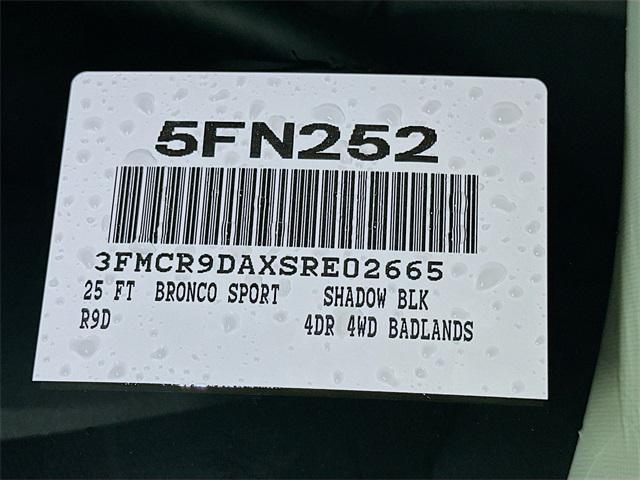 5FN252
3FMCR9DAXSRE02665
25 FT BRONCO SPORT SHADOW BLK
R9D 4DR 4WD BADLANDS